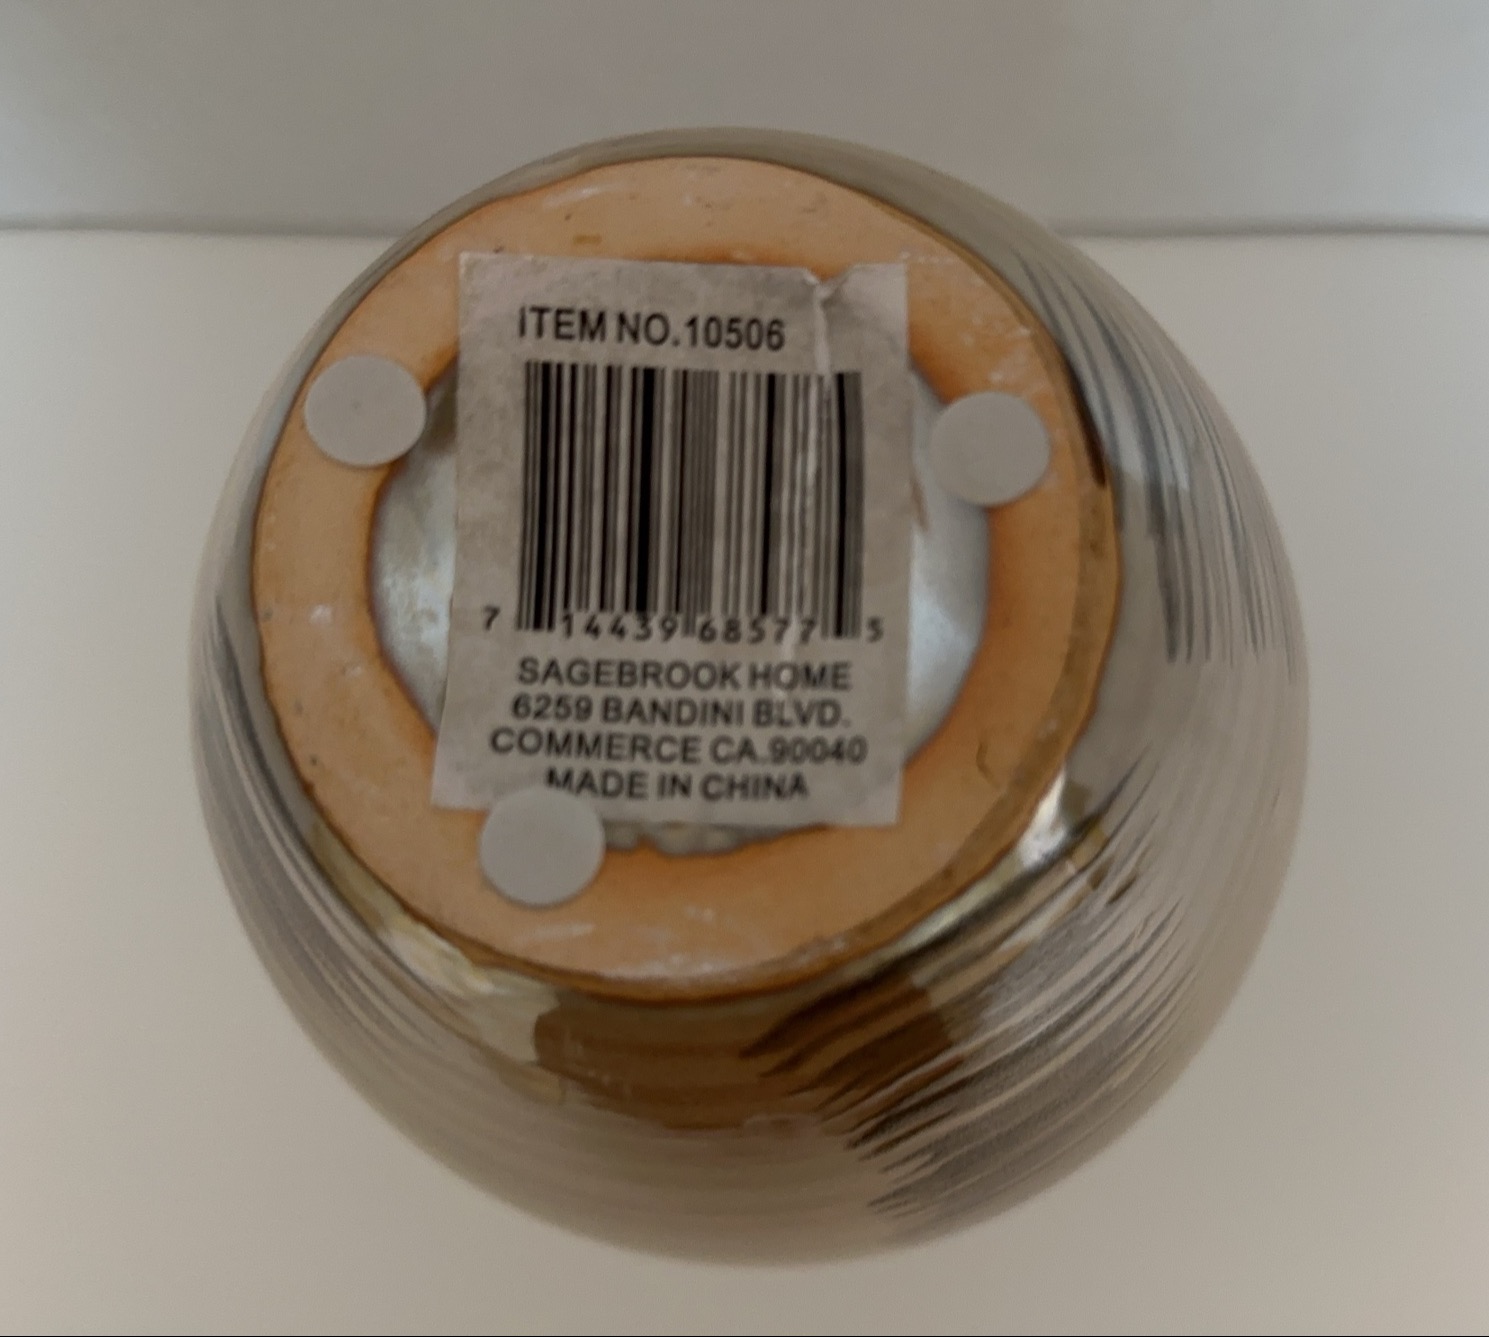 ITEM NO.10506
7 14439 68577 5
SAGEBROOK HOME
6259 BANDINI BLVD.
COMMERCE CA.90040
MADE IN CHINA